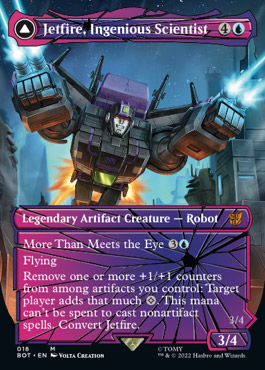 Jetfire, Ingenious Scientist 4
Legendary Artifact Creature — Robot
More Than Meets the Eye 3
Flying
Remove one or more +1/+1 counters
from among artifacts you control: Target
player adds that much ◇. This mana
can't be spent to cast nonartifact
spells. Convert Jetfire.
3/4
3/4
018 M
BOT • EN Volta Creation
© TOMY
™ & © 2022 Hasbro and Wizards